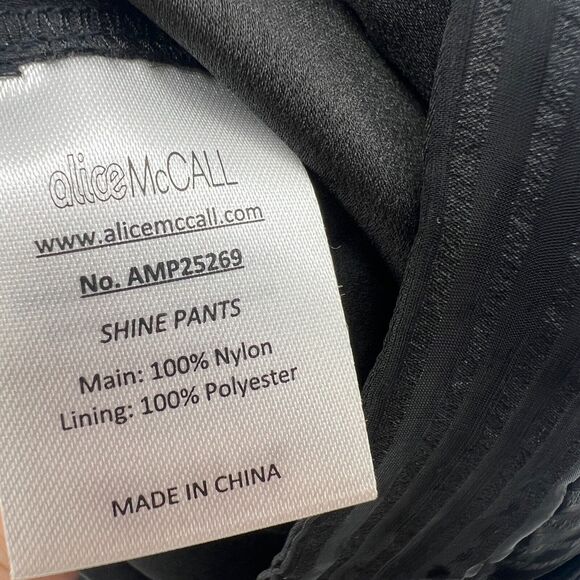 alice McCALL
www.alicemccall.com
No. AMP25269
SHINE PANTS
Main: 100% Nylon
Lining: 100% Polyester
MADE IN CHINA